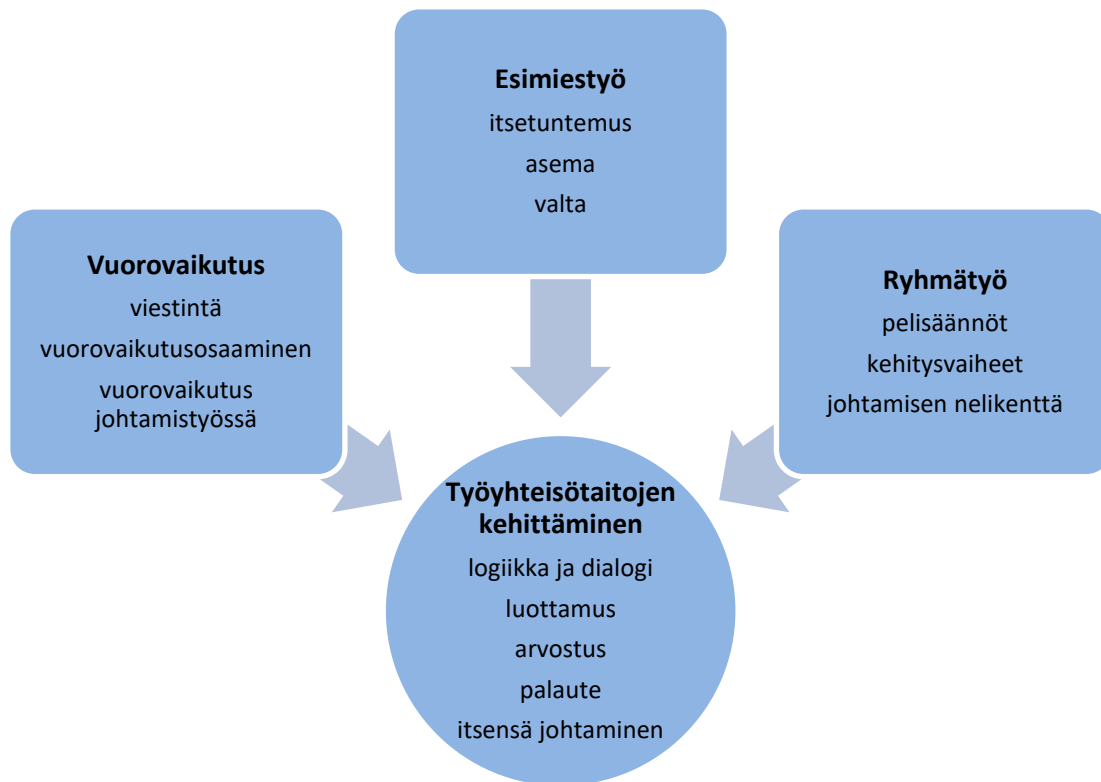 Esimiestyö
itsetuntemus
asema
valta
Vuorovaikutus
viestintä
vuorovaikutusosaaminen
vuorovaikutus
johtamistyössä
Ryhmätyö
pelisäännöt
kehitysvaiheet
johtamisen nelikenttä
Työyhteisötaitojen
kehittäminen
logiikka ja dialogi
luottamus
arvostus
palaute
itsensä johtaminen